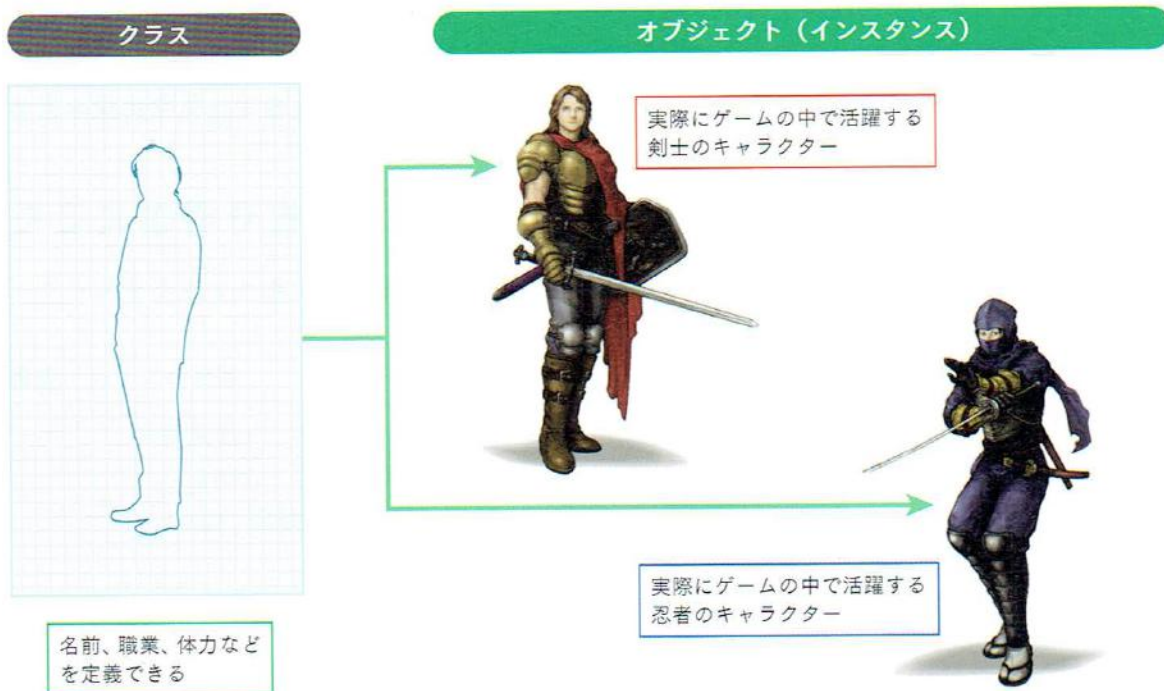 クラス
オブジェクト（インスタンス）
実際にゲームの中で活躍する
剣士のキャラクター
実際にゲームの中で活躍する
忍者のキャラクター
名前、職業、体力など
を定義できる